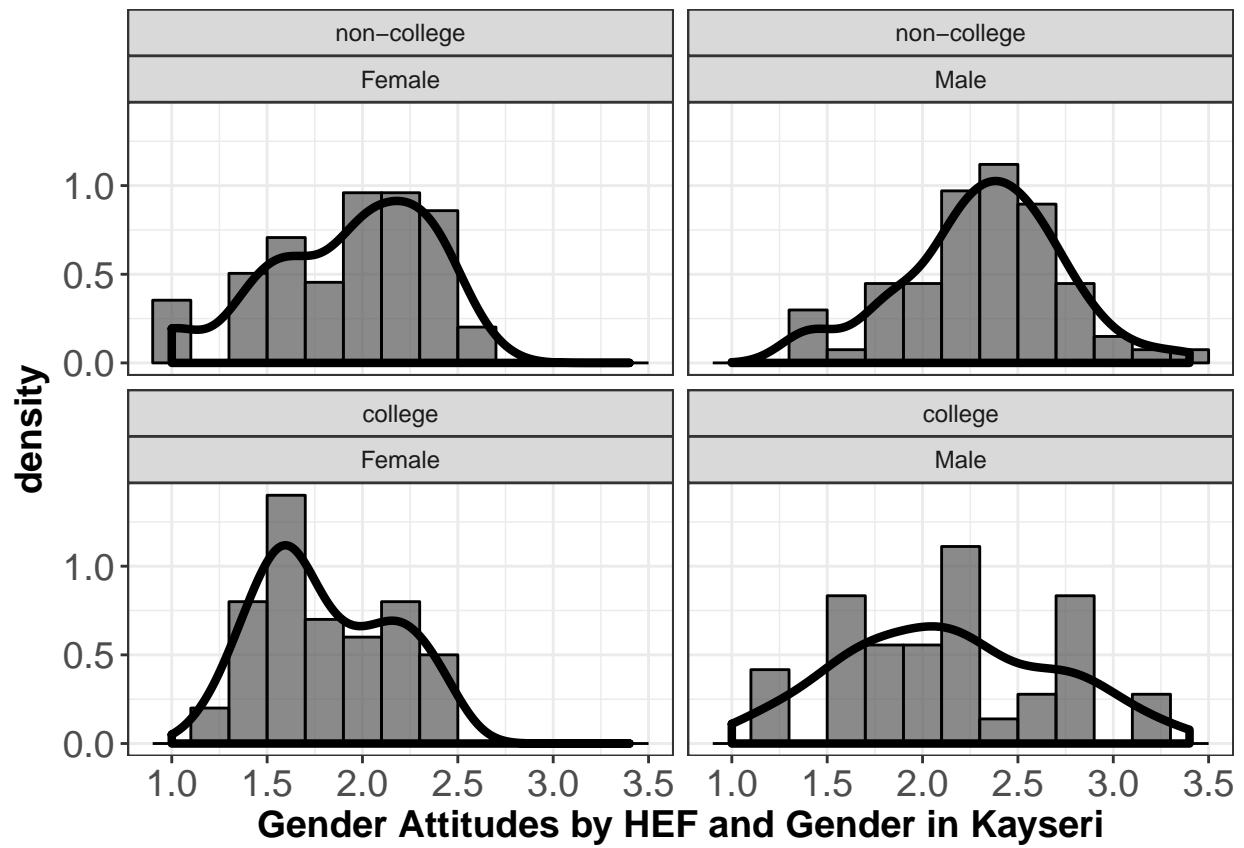 non−college
non−college
Female
Male
1.0
0.5
0.0
college
college
Female
Male
1.0
0.5
0.0
density
1.0 1.5 2.0 2.5 3.0 3.5
1.0 1.5 2.0 2.5 3.0 3.5
Gender Attitudes by HEF and Gender in Kayseri